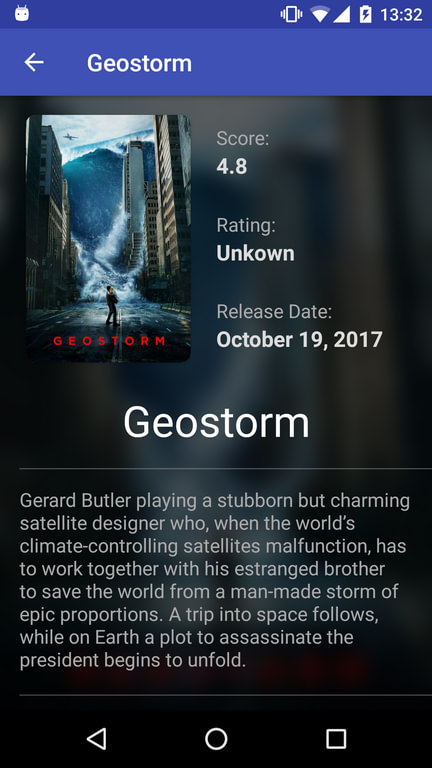 13:32
Geostorm
GEOSTORM
Score:
4.8
Rating:
Unkown
Release Date:
October 19, 2017
Geostorm
Gerard Butler playing a stubborn but charming
satellite designer who, when the world’s
climate-controlling satellites malfunction, has
to work together with his estranged brother
to save the world from a man-made storm of
epic proportions. A trip into space follows,
while on Earth a plot to assassinate the
president begins to unfold.